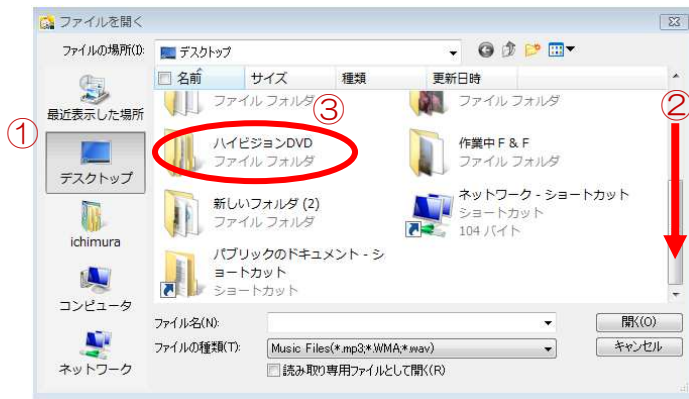 ファイルを開く
ファイルの場所(I):
デスクトップ
名前 サイズ 種類 更新日時
ファイル フォルダ
③
ファイル フォルダ
②
最近表示した場所
①
ハイビジョンDVD
ファイル フォルダ
作業中F & F
ファイル フォルダ
デスクトップ
新しいフォルダ (2)
ファイル フォルダ
ネットワーク - ショートカット
ショートカット
104 バイト
ichimura
パブリックのドキュメント - シ
ョートカット
ショートカット
コンピュータ
ファイル名(N):
開く(O)
ファイルの種類(T):
Music Files(*.mp3;*.WMA;*.wav)
キャンセル
ネットワーク
読み取り専用ファイルとして開く(R)